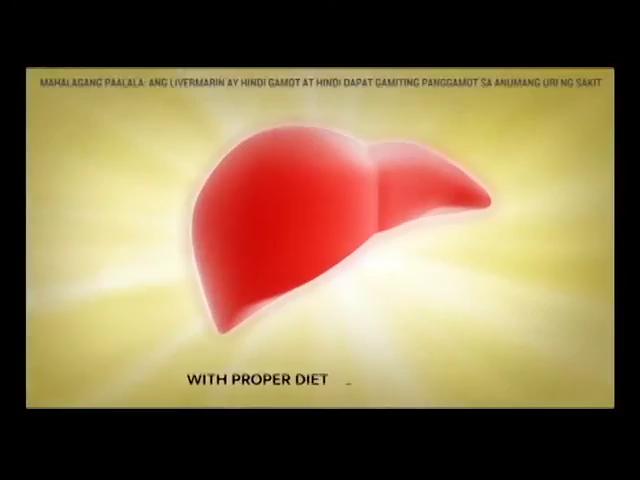 MAHALAGANG PAALALA: ANG LIVERMARIN AY HINDI GAMOT AT HINDI DAPAT GAMITING PANGGAMOT SA ANUMANG URI NG SAKIT.
WITH PROPER DIET